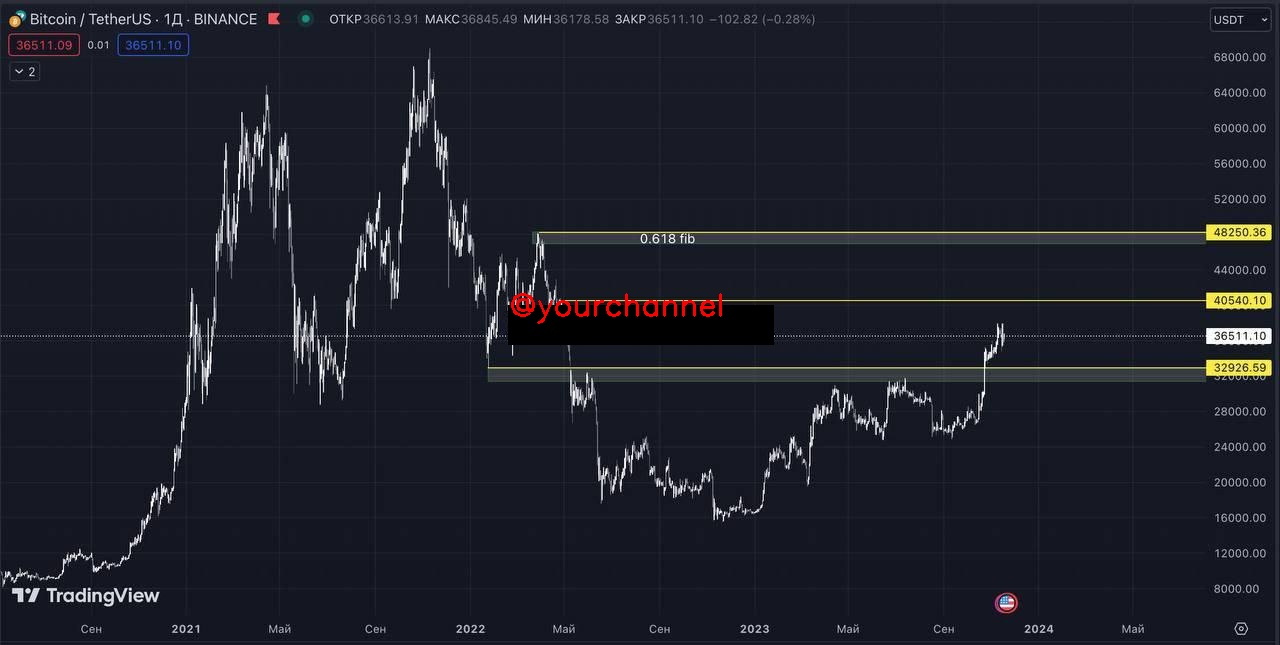 Bitcoin / TetherUS · 1Д · BINANCE ОТКР36613.91 МАКС36845.49 МИН36178.58 ЗАКР36511.10 −102.82 (−0.28%)
USDT
36511.09 0.01 36511.10
2
68000.00
64000.00
60000.00
56000.00
52000.00
0.618 fib
48250.36
44000.00
@yourchannel
40540.10
36511.10
32926.59
32000.00
28000.00
24000.00
20000.00
16000.00
12000.00
8000.00
TradingView
Сен 2021 Май Сен 2022 Май Сен 2023 Май Сен 2024 Май